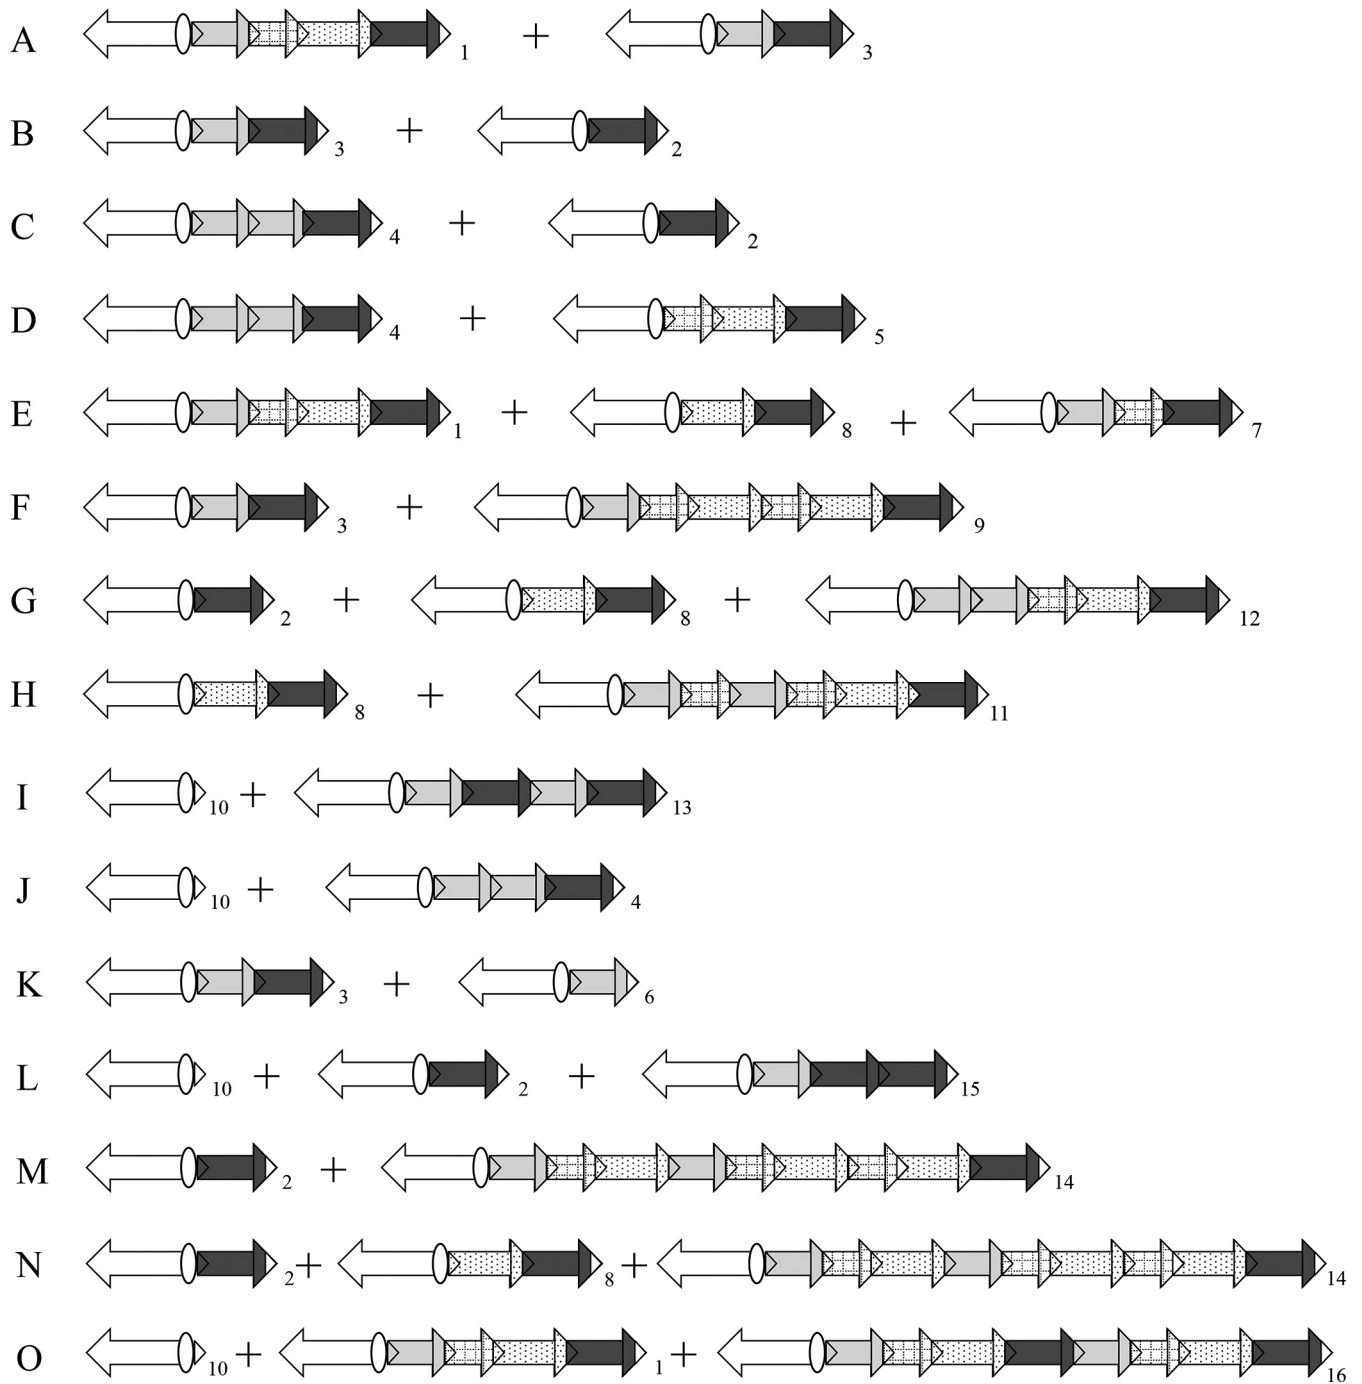 A 1 + 3
B 3 + 2
C 4 + 2
D 4 + 5
E 1 + 8 + 7
F 3 + 9
G 2 + 8 + 12
H 8 + 11
I 10 + 13
J 10 + 4
K 3 + 6
L 10 + 2 + 15
M 2 + 14
N 2 + 8 + 14
O 10 + 1 + 16